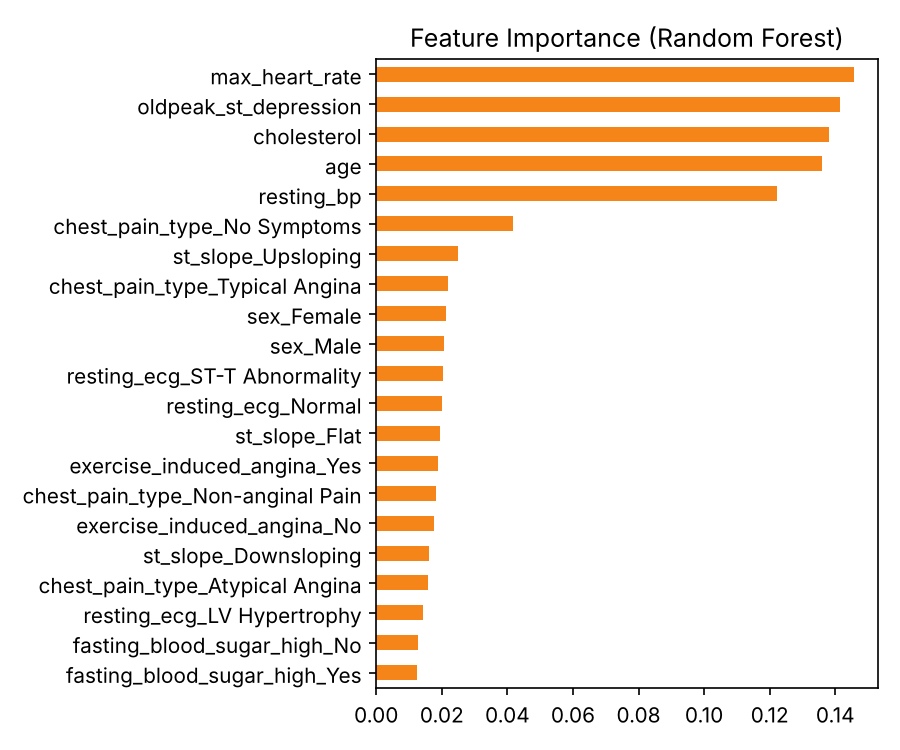 Feature Importance (Random Forest)
max_heart_rate
oldpeak_st_depression
cholesterol
age
resting_bp
chest_pain_type_No Symptoms
st_slope_Upsloping
chest_pain_type_Typical Angina
sex_Female
sex_Male
resting_ecg_ST-T Abnormality
resting_ecg_Normal
st_slope_Flat
exercise_induced_angina_Yes
chest_pain_type_Non-anginal Pain
exercise_induced_angina_No
st_slope_Downsloping
chest_pain_type_Atypical Angina
resting_ecg_LV Hypertrophy
fasting_blood_sugar_high_No
fasting_blood_sugar_high_Yes
0.00 0.02 0.04 0.06 0.08 0.10 0.12 0.14